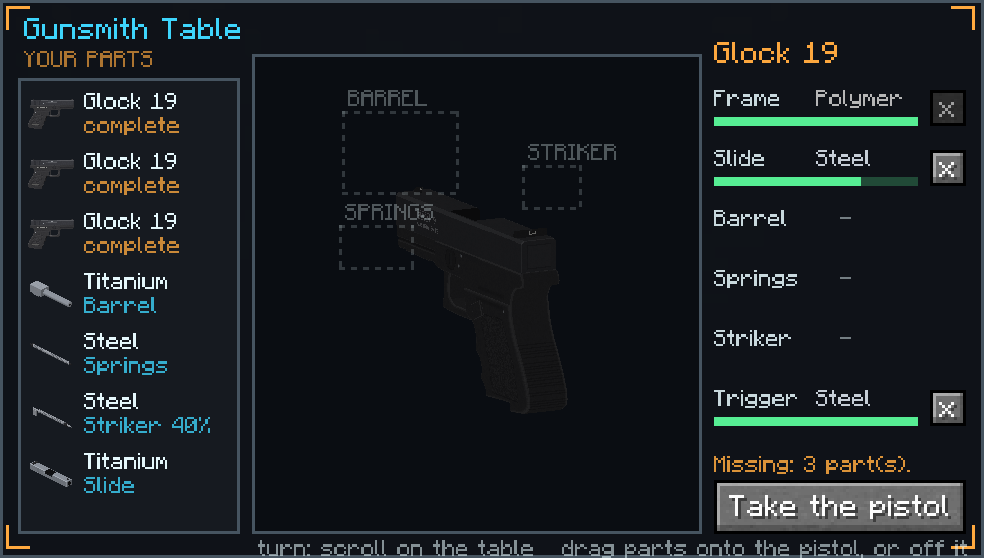 Gunsmith Table
YOUR PARTS
Glock 19
complete
Glock 19
complete
Glock 19
complete
Titanium
Barrel
Steel
Springs
Steel
Striker 40%
Titanium
Slide
BARREL
STRIKER
SPRINGS
Glock 19
Frame Polymer X
Slide Steel X
Barrel –
Springs –
Striker –
Trigger Steel X
Missing: 3 part(s).
Take the pistol
turn: scroll on the table drag parts onto the pistol, or off it